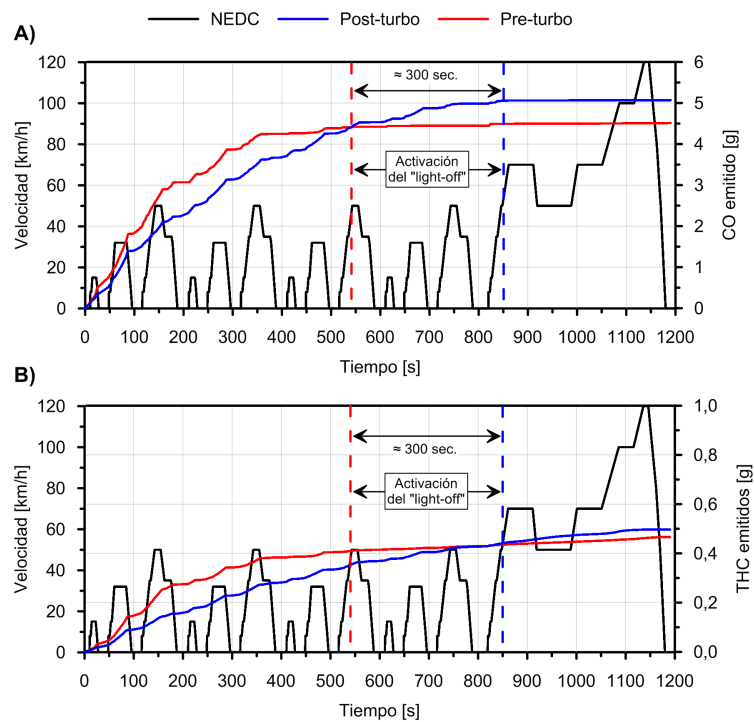 NEDC Post-turbo Pre-turbo
A)
120
100
80
60
40
20
0
Velocidad [km/h]
≈ 300 sec.
Activación
del "light-off"
6
5
4
3
2
1
0
CO emitido [g]
0 100 200 300 400 500 600 700 800 900 1000 1100 1200
Tiempo [s]
B)
120
100
80
60
40
20
0
Velocidad [km/h]
≈ 300 sec.
Activación
del "light-off"
1,0
0,8
0,6
0,4
0,2
0,0
THC emitidos [g]
0 100 200 300 400 500 600 700 800 900 1000 1100 1200
Tiempo [s]